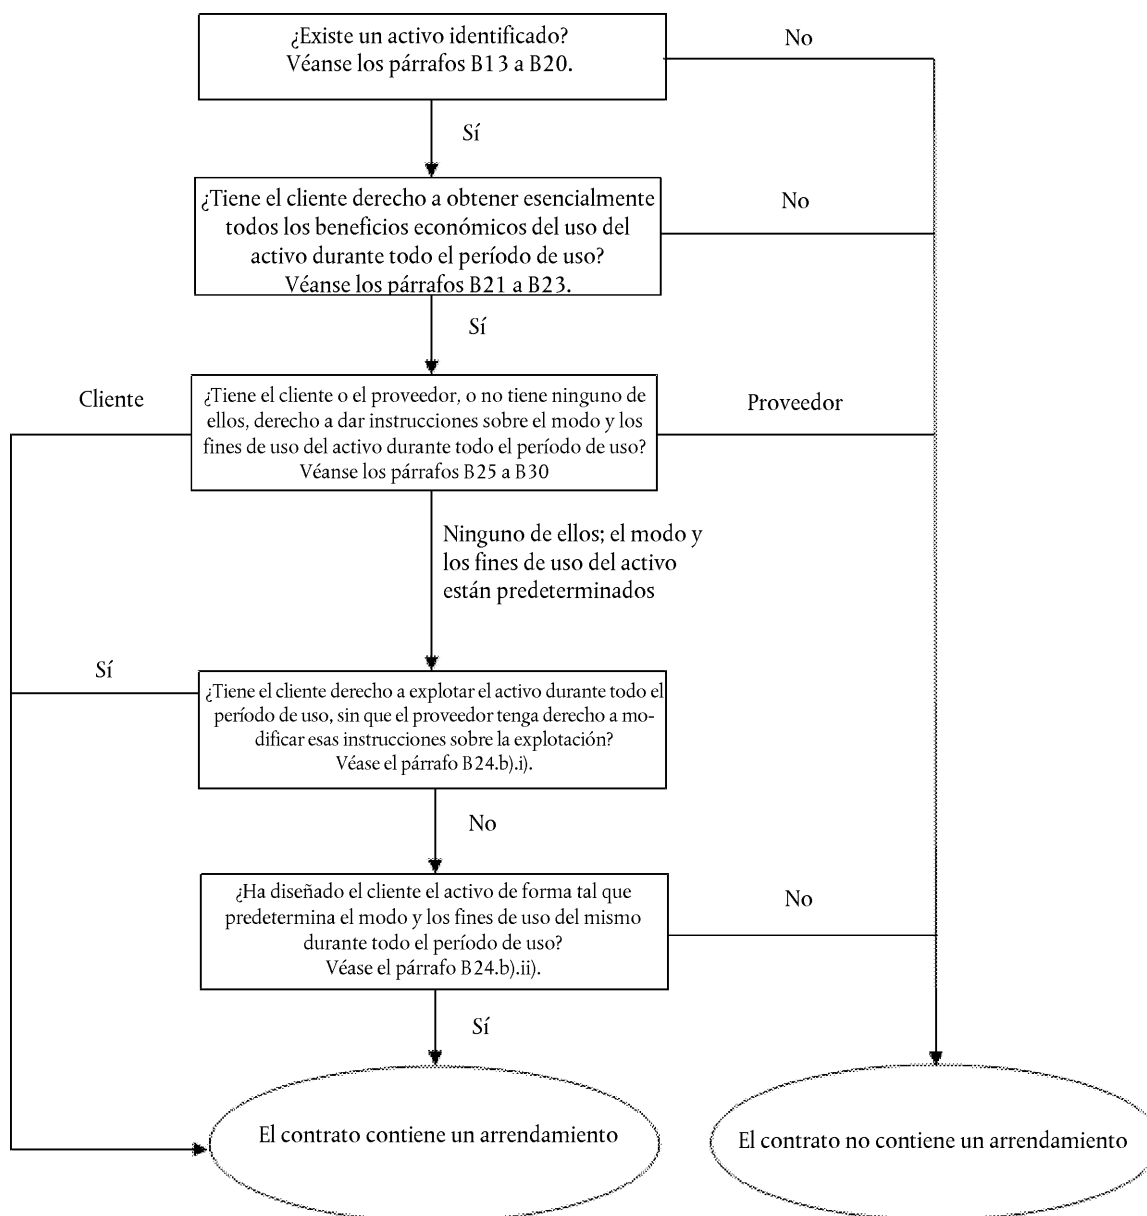 ¿Existe un activo identificado?
Véanse los párrafos B13 a B20.
No
Sí
¿Tiene el cliente derecho a obtener esencialmente
todos los beneficios económicos del uso del
activo durante todo el período de uso?
Véanse los párrafos B21 a B23.
No
Sí
Cliente
¿Tiene el cliente o el proveedor, o no tiene ninguno de
ellos, derecho a dar instrucciones sobre el modo y los
fines de uso del activo durante todo el período de uso?
Véanse los párrafos B25 a B30
Proveedor
Ninguno de ellos; el modo y
los fines de uso del activo
están predeterminados
Sí
¿Tiene el cliente derecho a explotar el activo durante todo el
período de uso, sin que el proveedor tenga derecho a mo-
dificar esas instrucciones sobre la explotación?
Véase el párrafo B24.b).i).
No
¿Ha diseñado el cliente el activo de forma tal que
predetermina el modo y los fines de uso del mismo
durante todo el período de uso?
Véase el párrafo B24.b).ii).
No
Sí
El contrato contiene un arrendamiento
El contrato no contiene un arrendamiento